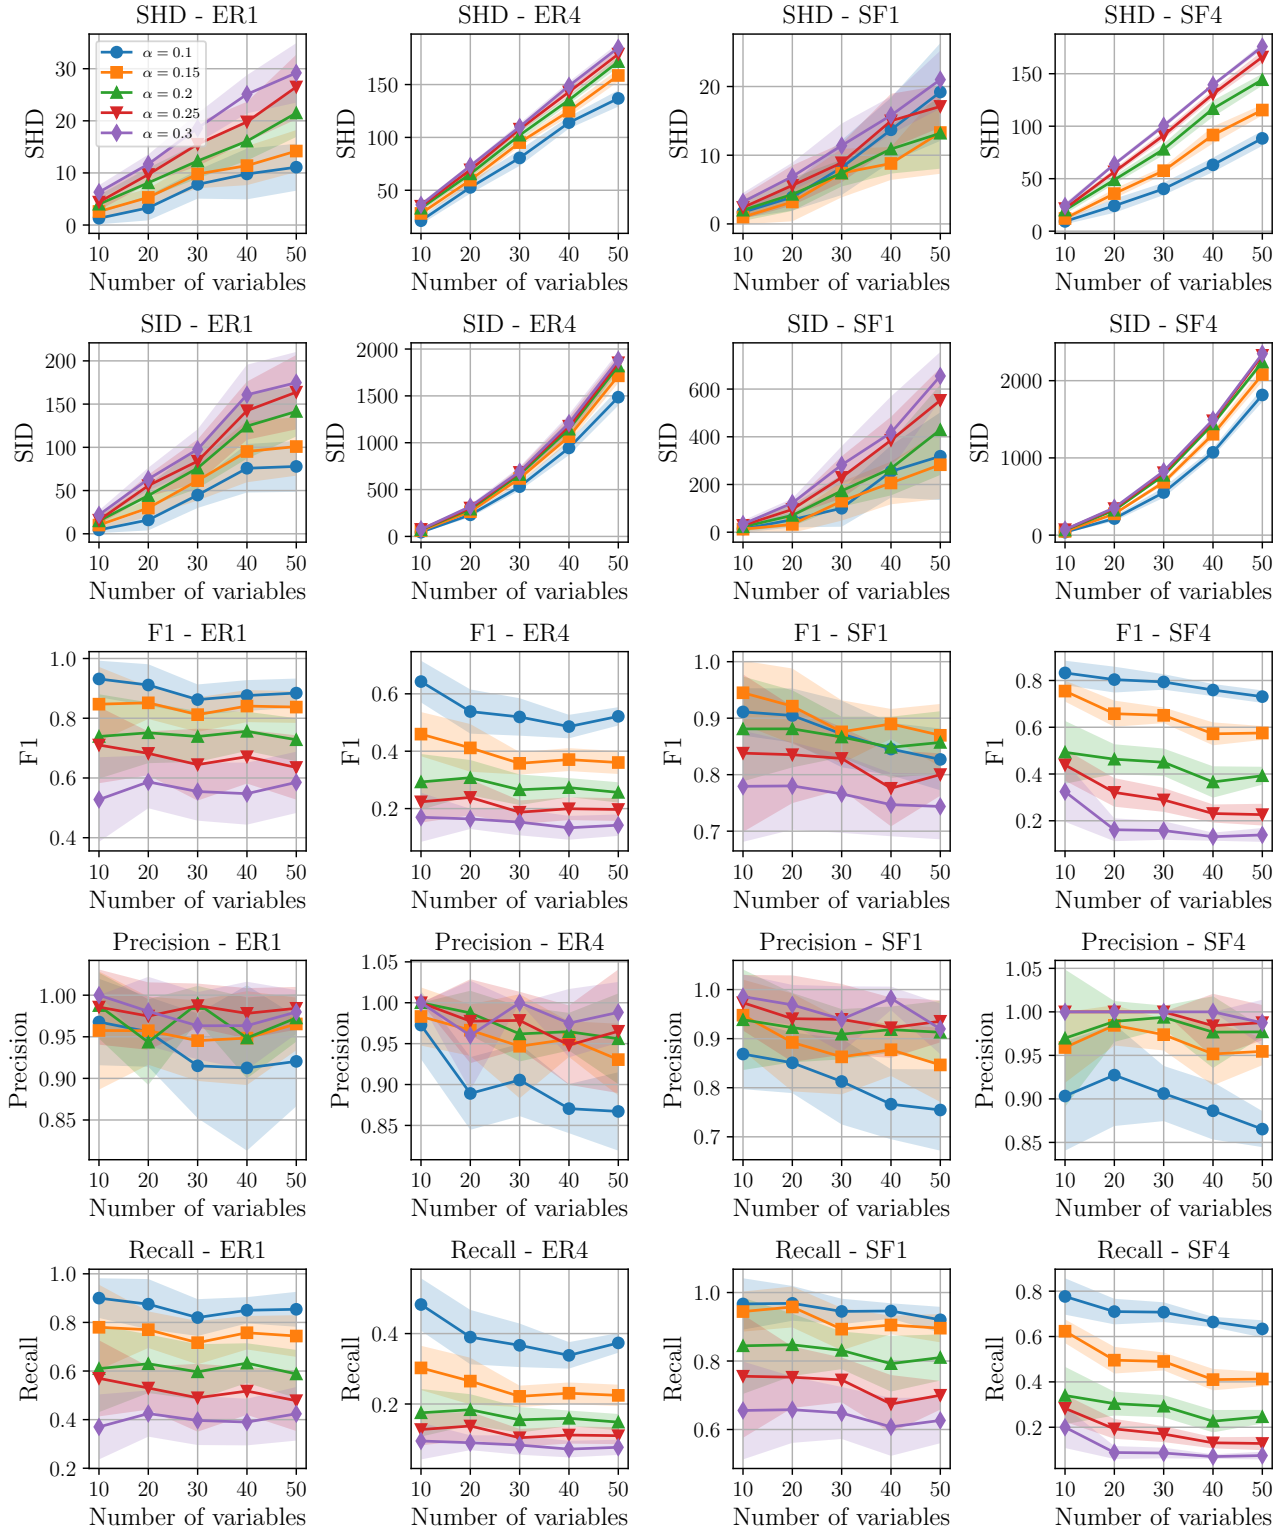 SHD - ER1
SHD - ER4
SHD - SF1
SHD - SF4
α = 0.1
α = 0.15
α = 0.2
α = 0.25
α = 0.3
SHD
30
20
10
0
10 20 30 40 50
Number of variables
SHD
150
100
50
10 20 30 40 50
Number of variables
SHD
20
10
0
10 20 30 40 50
Number of variables
SHD
150
100
50
0
10 20 30 40 50
Number of variables
SID - ER1
SID - ER4
SID - SF1
SID - SF4
SID
200
150
100
50
0
10 20 30 40 50
Number of variables
SID
2000
1500
1000
500
0
10 20 30 40 50
Number of variables
SID
600
400
200
0
10 20 30 40 50
Number of variables
SID
2000
1000
0
10 20 30 40 50
Number of variables
F1 - ER1
F1 - ER4
F1 - SF1
F1 - SF4
F1
1.0
0.8
0.6
0.4
10 20 30 40 50
Number of variables
F1
0.6
0.4
0.2
10 20 30 40 50
Number of variables
F1
1.0
0.9
0.8
0.7
10 20 30 40 50
Number of variables
F1
0.8
0.6
0.4
0.2
10 20 30 40 50
Number of variables
Precision - ER1
Precision - ER4
Precision - SF1
Precision - SF4
Precision
1.00
0.95
0.90
0.85
10 20 30 40 50
Number of variables
Precision
1.05
1.00
0.95
0.90
0.85
10 20 30 40 50
Number of variables
Precision
1.0
0.9
0.8
0.7
10 20 30 40 50
Number of variables
Precision
1.05
1.00
0.95
0.90
0.85
10 20 30 40 50
Number of variables
Recall - ER1
Recall - ER4
Recall - SF1
Recall - SF4
Recall
1.0
0.8
0.6
0.4
0.2
10 20 30 40 50
Number of variables
Recall
0.4
0.2
10 20 30 40 50
Number of variables
Recall
1.0
0.8
0.6
10 20 30 40 50
Number of variables
Recall
0.8
0.6
0.4
0.2
10 20 30 40 50
Number of variables